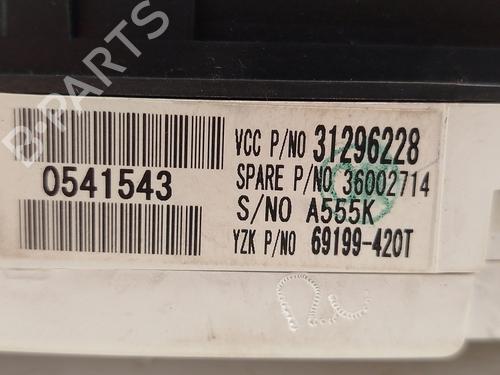 B-PARTS
0541543
VCC P/NO 31296228
SPARE P/NO 36002714
S/NO A555K
YZK P/NO 69199-420T